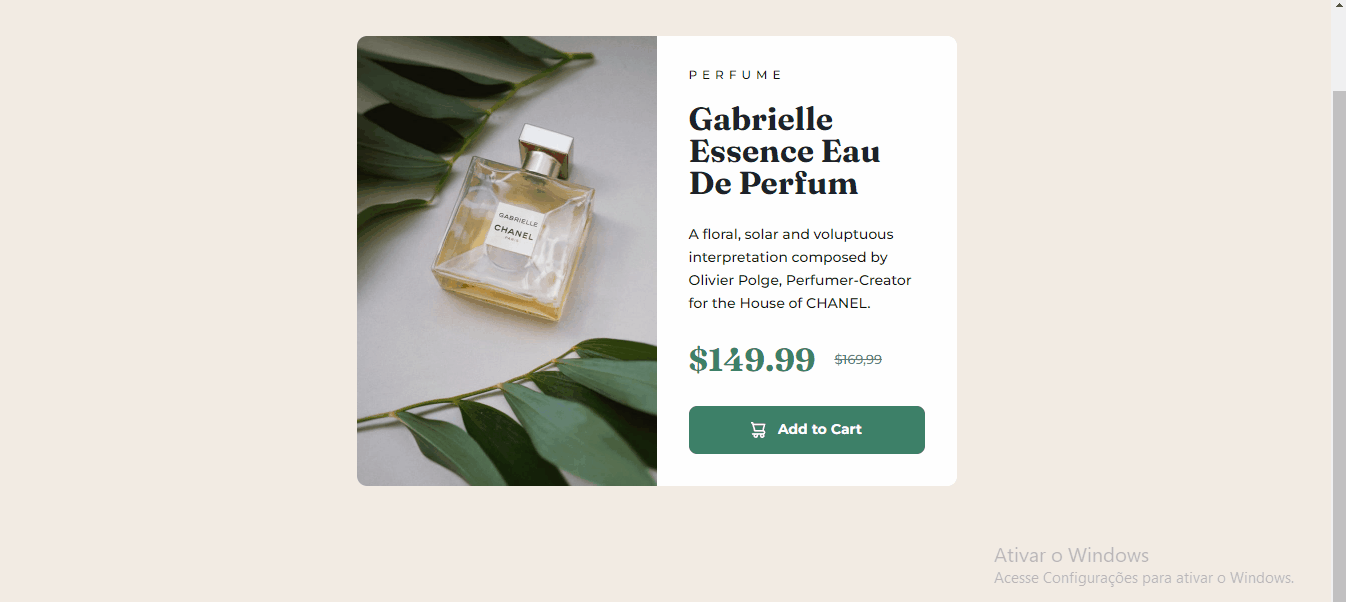 PERFUME
Gabrielle
Essence Eau
De Perfum
A floral, solar and voluptuous
interpretation composed by
Olivier Polge, Perfumer-Creator
for the House of CHANEL.
$149.99 $169,99
Add to Cart
GABRIELLE
CHANEL
PARIS
Ativar o Windows
Acesse Configurações para ativar o Windows.